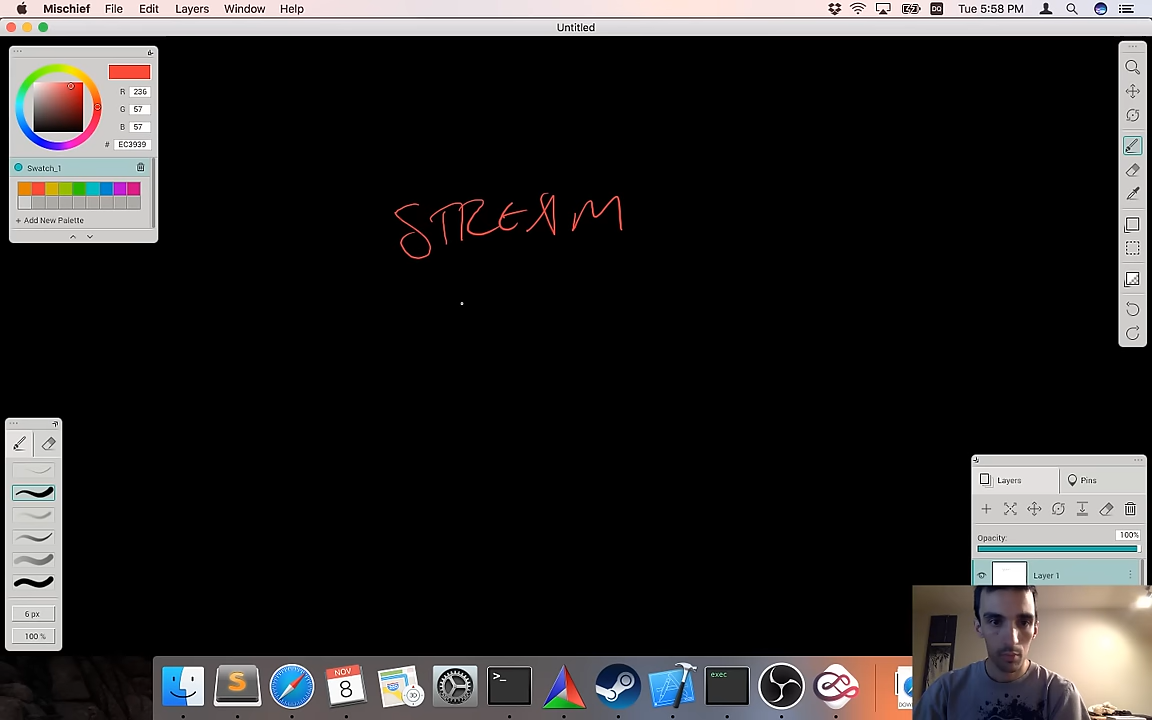 Mischief File Edit Layers Window Help Tue 5:58 PM
Untitled
R 236
G 57
B 57
# EC3939
Swatch_1
+ Add New Palette
STREAM
6 px
100 %
Layers Pins
Opacity: 100%
Layer 1
NOV
8
3D
S
>_
exec